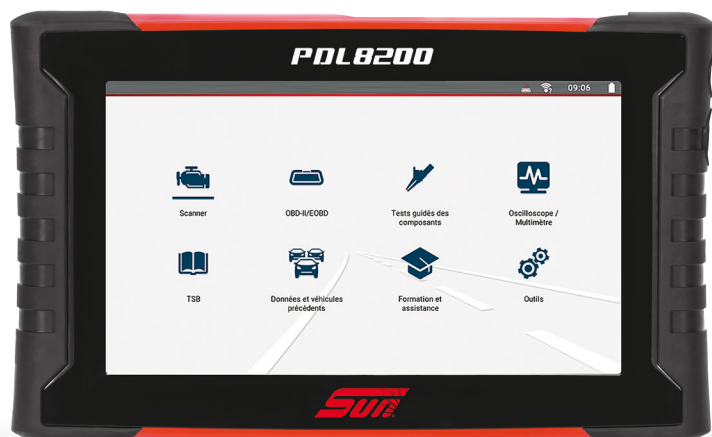 PDL8200
09:06
Scanner
OBD-II/EOBD
Tests guidés des
composants
Oscilloscope /
Multimètre
TSB
Données et véhicules
précédents
Formation et
assistance
Outils
Sun